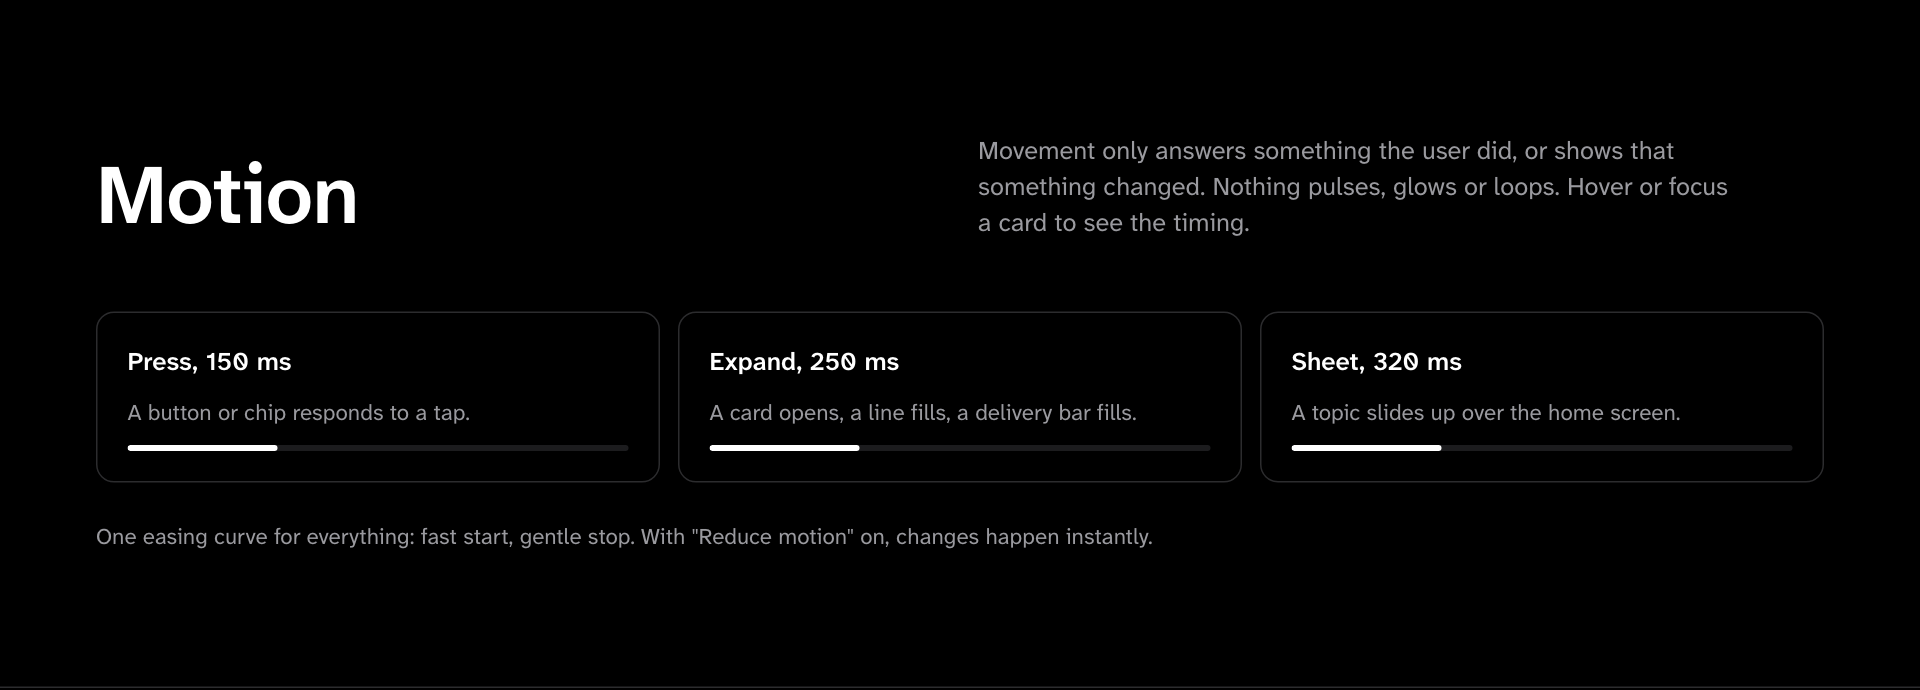 Motion
Movement only answers something the user did, or shows that
something changed. Nothing pulses, glows or loops. Hover or focus
a card to see the timing.
Press, 150 ms
A button or chip responds to a tap.
Expand, 250 ms
A card opens, a line fills, a delivery bar fills.
Sheet, 320 ms
A topic slides up over the home screen.
One easing curve for everything: fast start, gentle stop. With "Reduce motion" on, changes happen instantly.